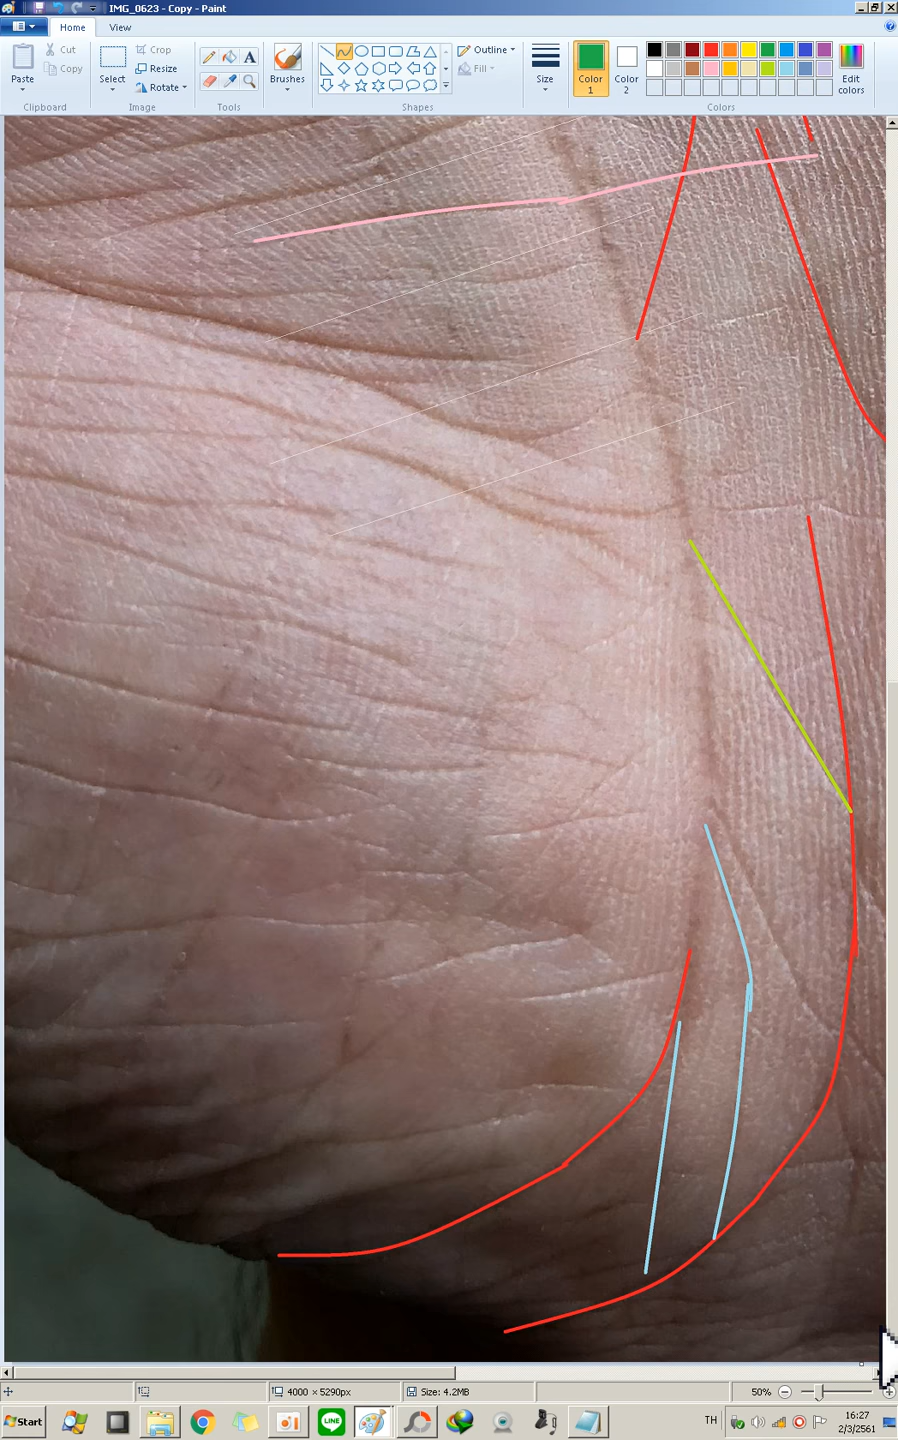 IMG_0623 - Copy - Paint
Home
View
Paste
Cut
Copy
Clipboard
Select
Crop
Resize
Rotate
Image
A
Tools
Brushes
Outline
Fill
Shapes
Size
Color 1
Color 2
Edit colors
Colors
4000 × 5290px
Size: 4.2MB
50%
Start
LINE
TH
16:27
2/3/2561